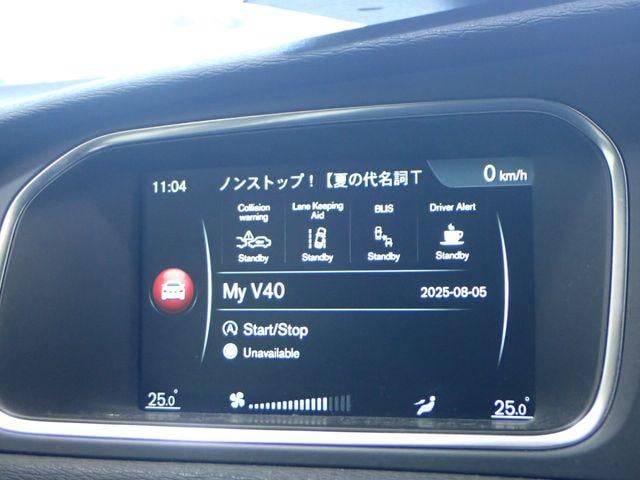 11:04 ノンストップ！【夏の代名詞T 0 km/h
Collision warning Lane Keeping Aid BLIS Driver Alert
Standby Standby Standby Standby
My V40 2025-08-05
Start/Stop
Unavailable
25.0° 25.0°